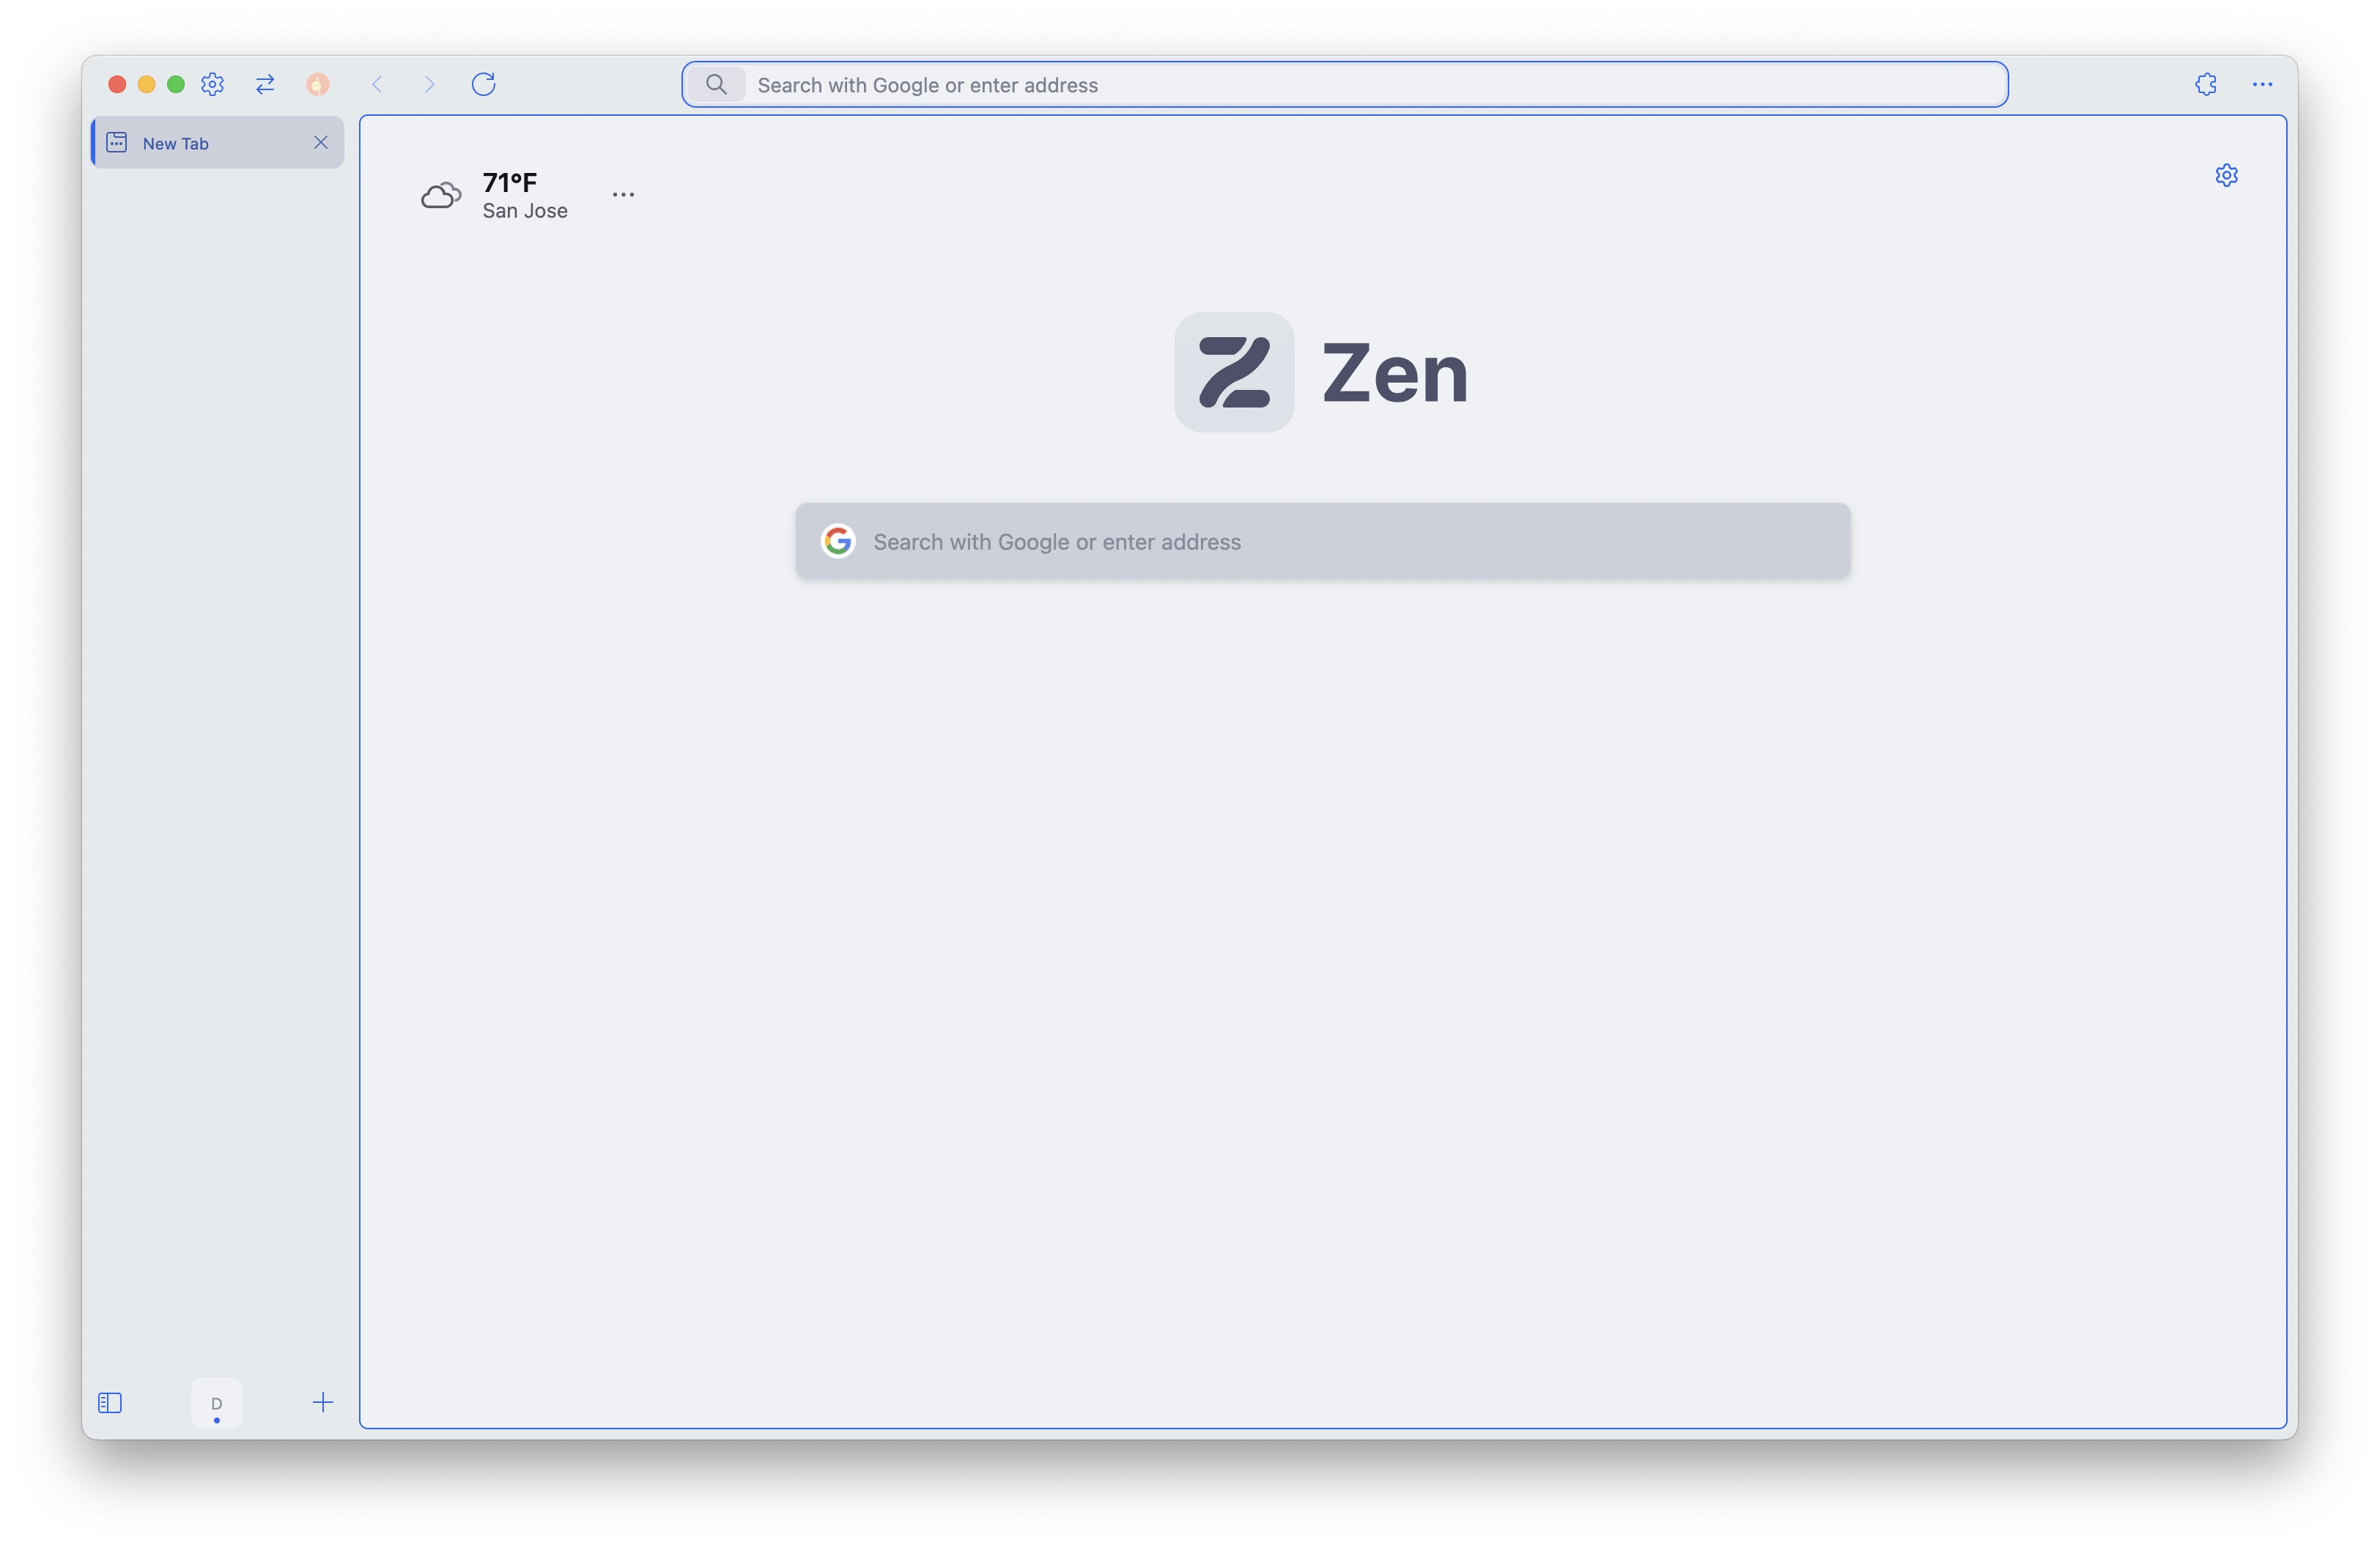 Search with Google or enter address
New Tab
71°F
San Jose
Zen
Search with Google or enter address
D